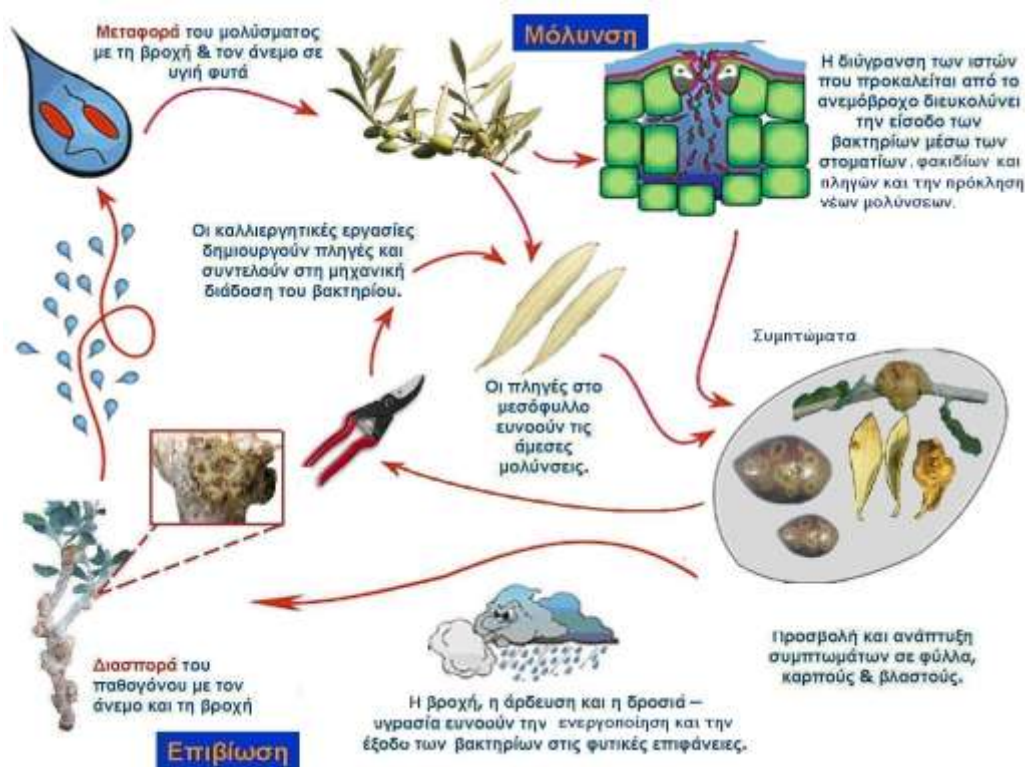 Μεταφορά του μολύσματος
με τη βροχή & τον άνεμο σε
υγιή φυτά
Μόλυνση
Η διύγρανση των ιστών
που προκαλείται από το
ανεμόβροχο διευκολύνει
την είσοδο των
βακτηρίων μέσω των
στοματίων, φακιδίων και
πληγών και την πρόκληση
νέων μολύνσεων.
Οι καλλιεργητικές εργασίες
δημιουργούν πληγές και
συντελούν στη μηχανική
διάδοση του βακτηρίου.
Οι πληγές στο
μεσόφυλλο
ευνοούν τις
άμεσες
μολύνσεις.
Συμπτώματα
Προσβολή και ανάπτυξη
συμπτωμάτων σε φύλλα,
καρπούς & βλαστούς.
Διασπορά του
παθογόνου με τον
άνεμο και τη βροχή
Η βροχή, η άρδευση και η δροσιά –
υγρασία ευνοούν την ενεργοποίηση και την
έξοδο των βακτηρίων στις φυτικές επιφάνειες.
Επιβίωση